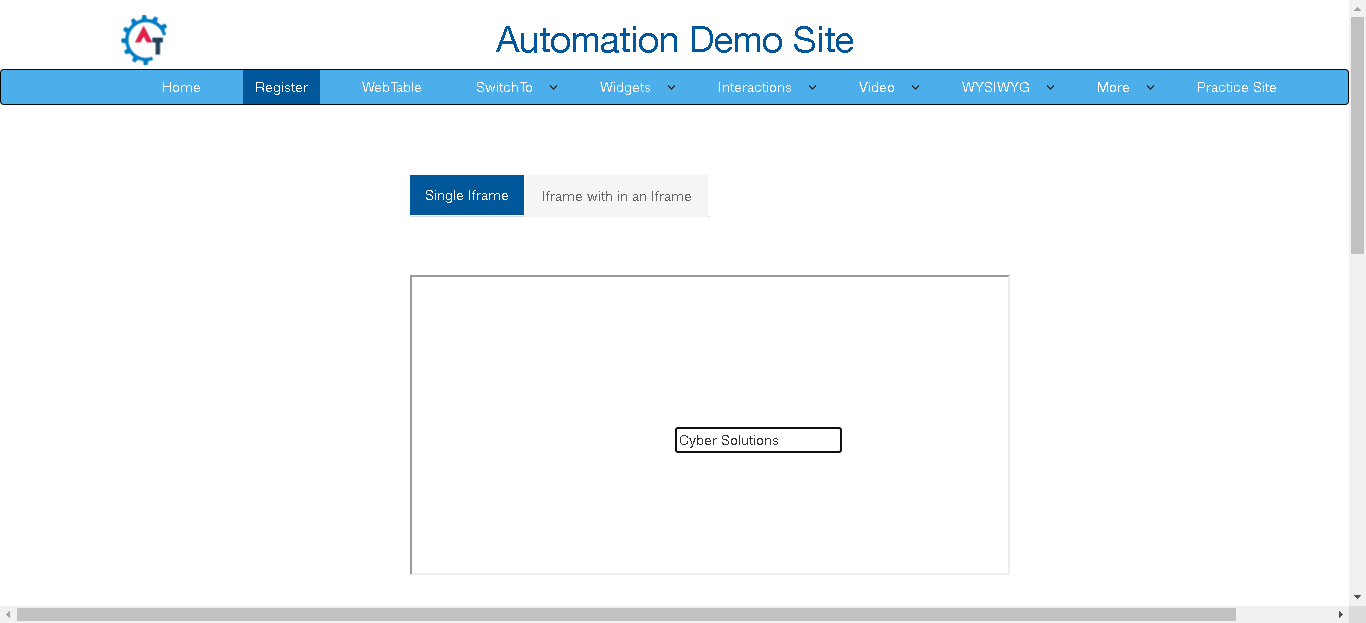 AT
Automation Demo Site
Home Register WebTable SwitchTo Widgets Interactions Video WYSIWYG More Practice Site
Single Iframe Iframe with in an Iframe
Cyber Solutions